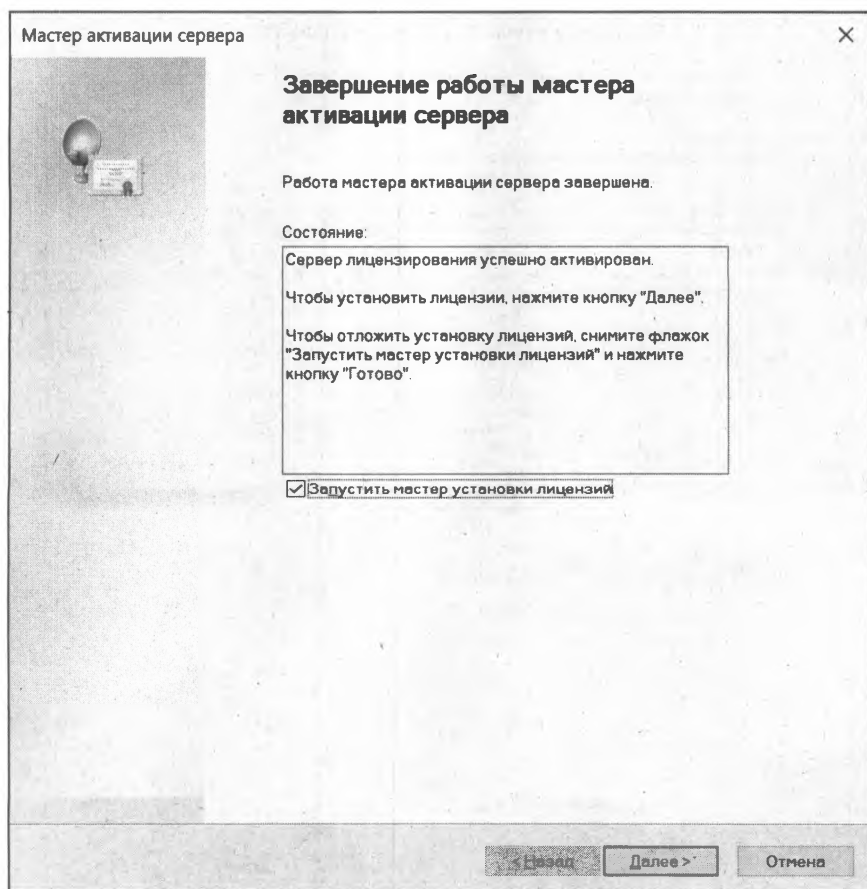 Мастер активации сервера
Завершение работы мастера
активации сервера
Работа мастера активации сервера завершена.
Состояние:
Сервер лицензирования успешно активирован.
Чтобы установить лицензии, нажмите кнопку "Далее".
Чтобы отложить установку лицензий, снимите флажок
"Запустить мастер установки лицензий" и нажмите
кнопку "Готово".
Запустить мастер установки лицензий
< Назад Далее > Отмена